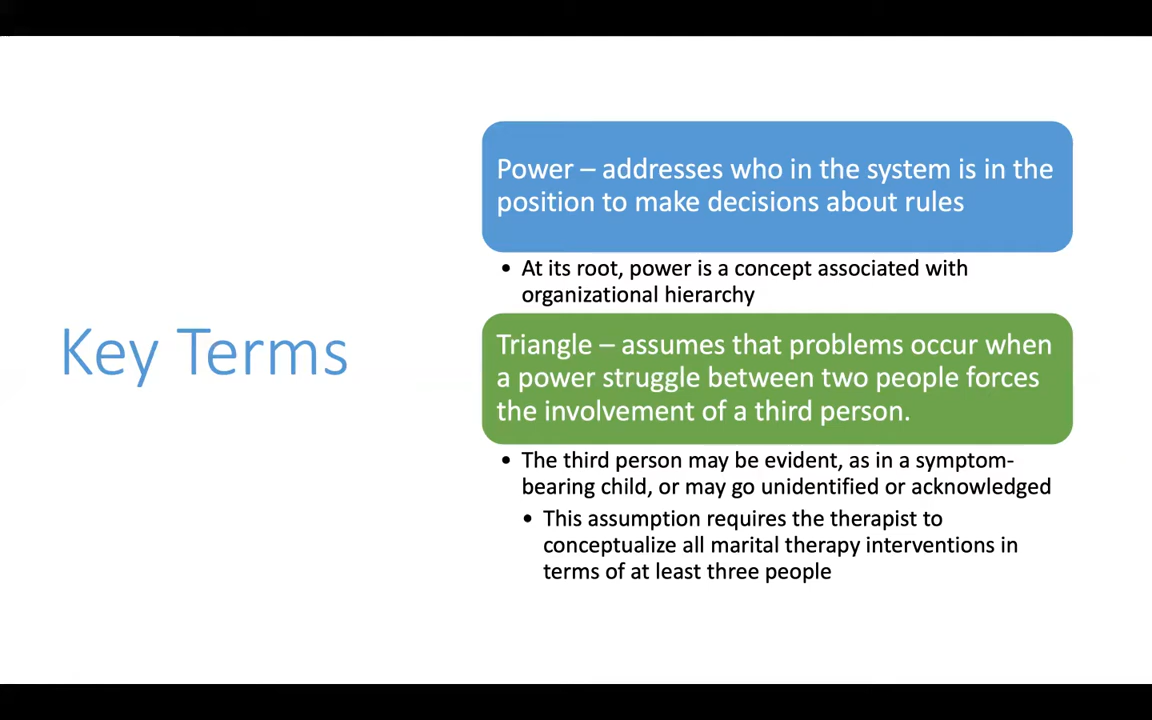 Key Terms
Power – addresses who in the system is in the
position to make decisions about rules
• At its root, power is a concept associated with
organizational hierarchy
Triangle – assumes that problems occur when
a power struggle between two people forces
the involvement of a third person.
• The third person may be evident, as in a symptom-
bearing child, or may go unidentified or acknowledged
• This assumption requires the therapist to
conceptualize all marital therapy interventions in
terms of at least three people